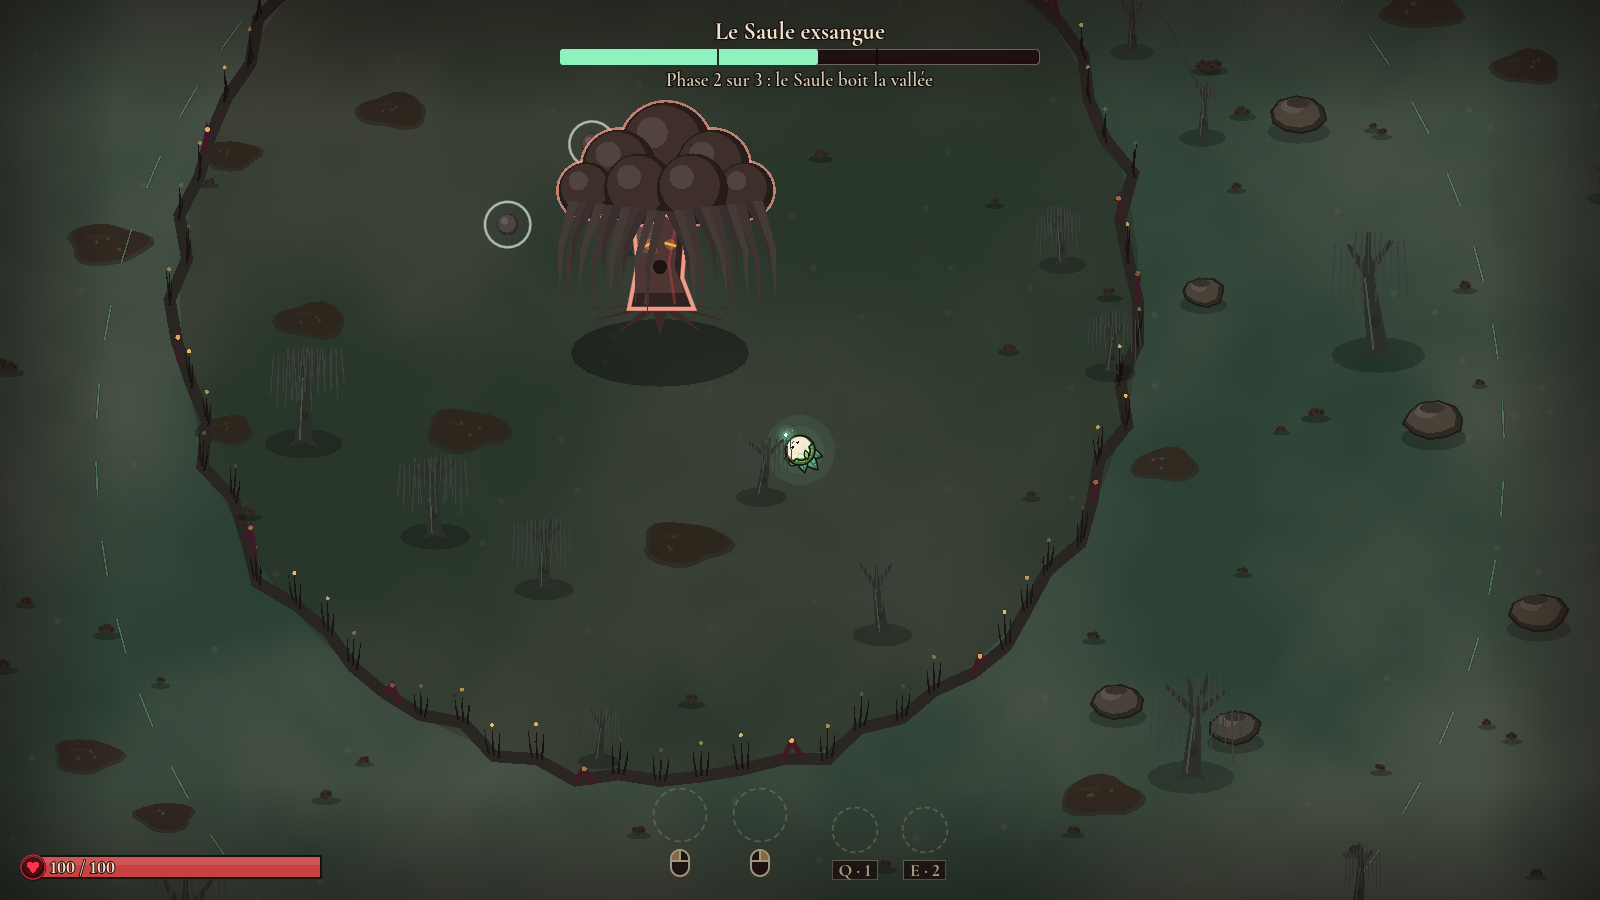 Le Saule exsangue
Phase 2 sur 3 : le Saule boit la vallée
100 / 100
Q · 1
E · 2